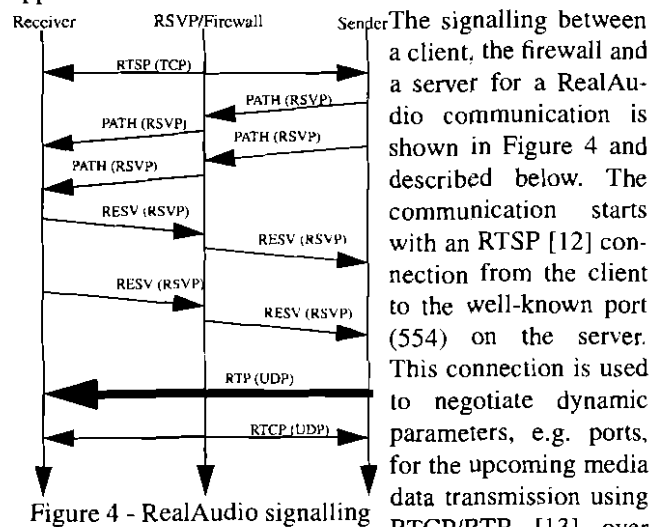 Receiver RSVP/Firewall Sender
RTSP (TCP)
PATH (RSVP)
PATH (RSVP)
PATH (RSVP)
PATH (RSVP)
RESV (RSVP)
RESV (RSVP)
RESV (RSVP)
RESV (RSVP)
RTP (UDP)
RTCP (UDP)
Figure 4 - RealAudio signalling
The signalling between
a client, the firewall and
a server for a RealAu-
dio communication is
shown in Figure 4 and
described below. The
communication starts
with an RTSP [12] con-
nection from the client
to the well-known port
(554) on the server.
This connection is used
to negotiate dynamic
parameters, e.g. ports,
for the upcoming media
data transmission using
RTCP/RTP [13] over